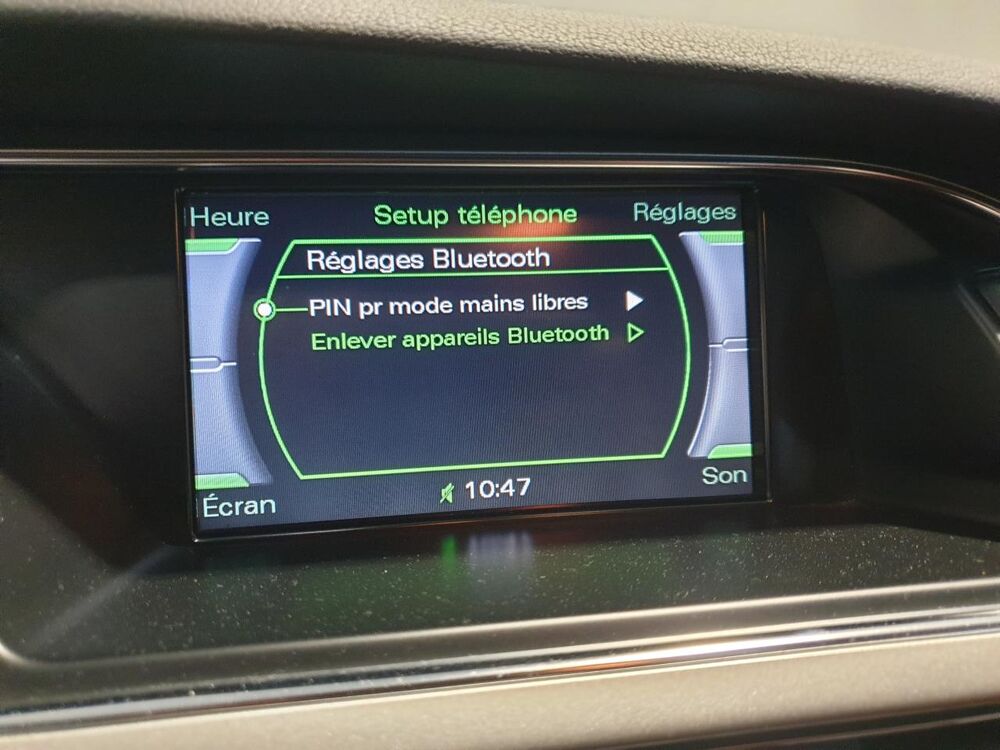 Heure
Setup téléphone
Réglages
Réglages Bluetooth
PIN pr mode mains libres
Enlever appareils Bluetooth
Écran
10:47
Son